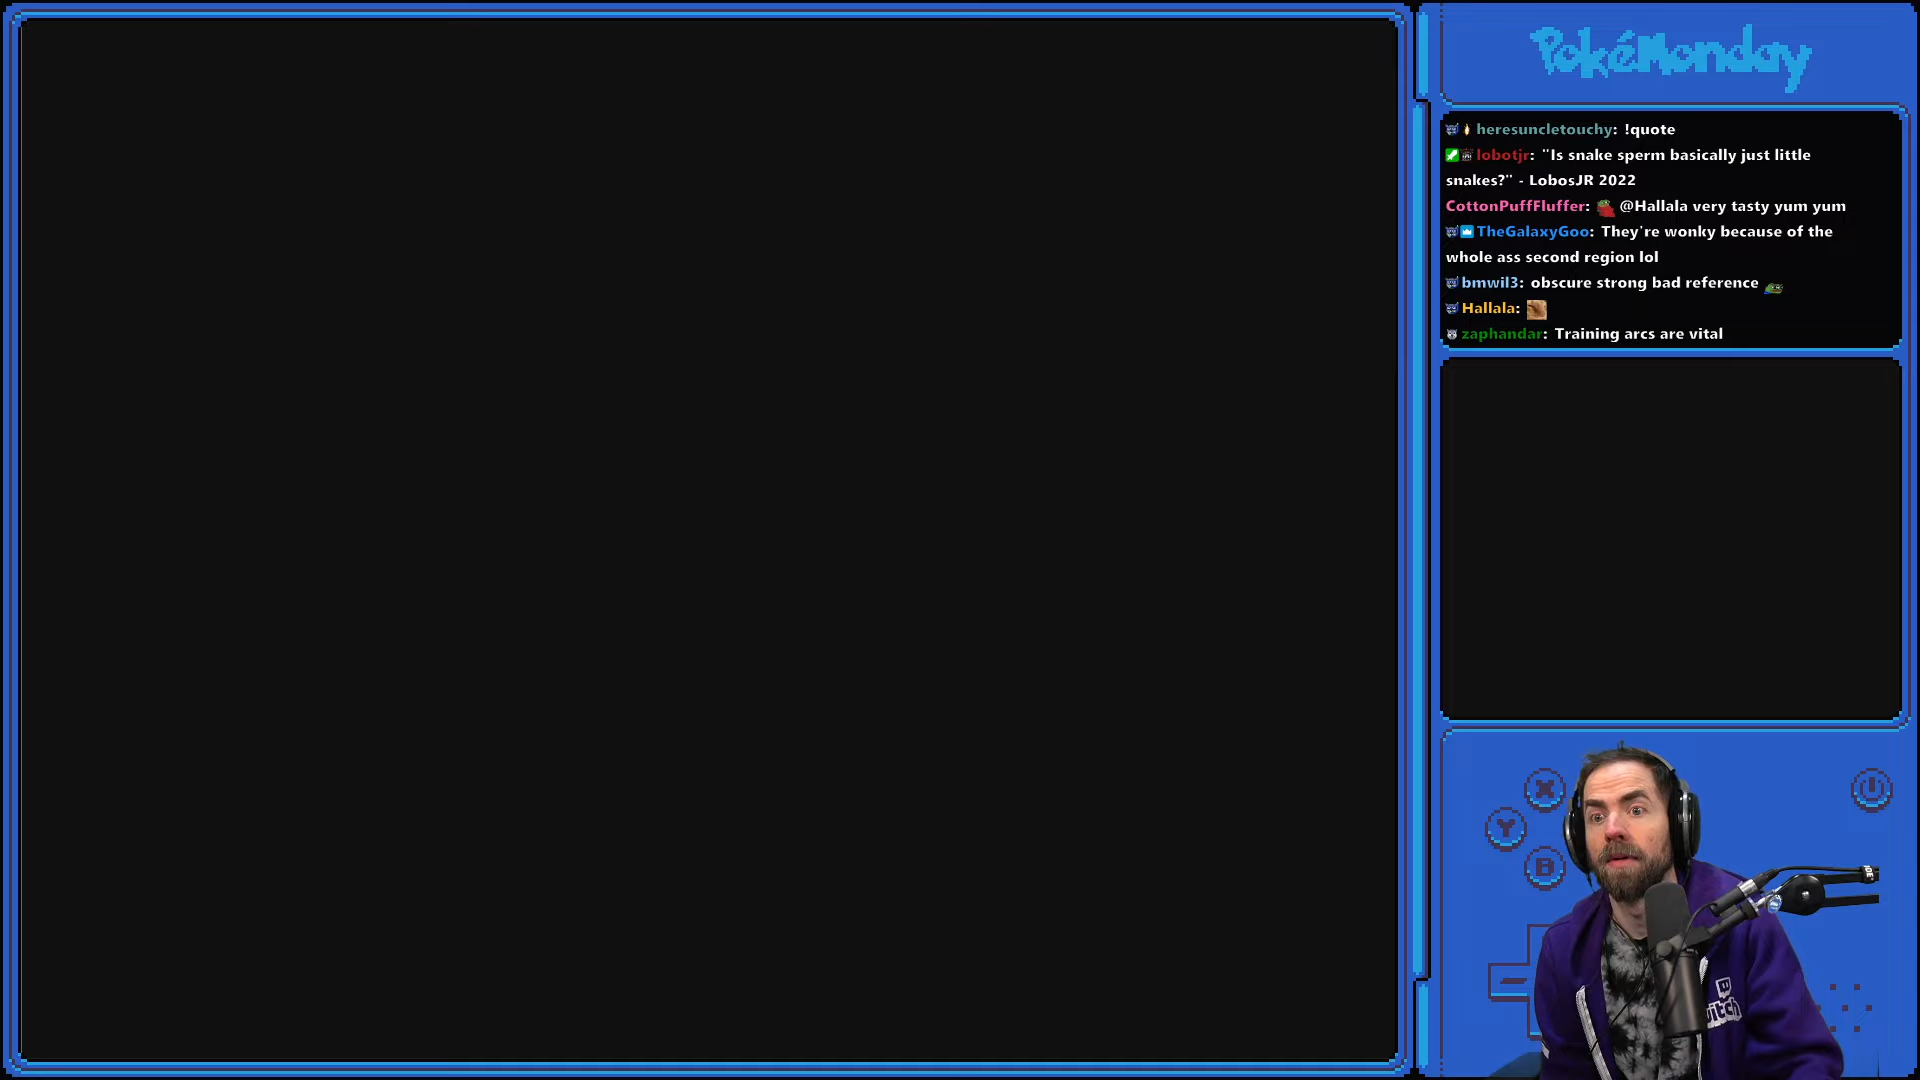 PokéMonday
heresuncletouchy: !quote
lobotjr: "Is snake sperm basically just little
snakes?" - LobosJR 2022
CottonPuffFluffer: @Hallala very tasty yum yum
TheGalaxyGoo: They're wonky because of the
whole ass second region lol
bmwil3: obscure strong bad reference
Hallala:
zaphandar: Training arcs are vital
X
Y
B